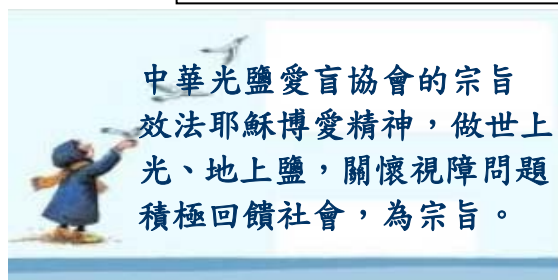 中華光鹽愛盲協會的宗旨
效法耶穌博愛精神，做世上
光、地上鹽，關懷視障問題
積極回饋社會，為宗旨。